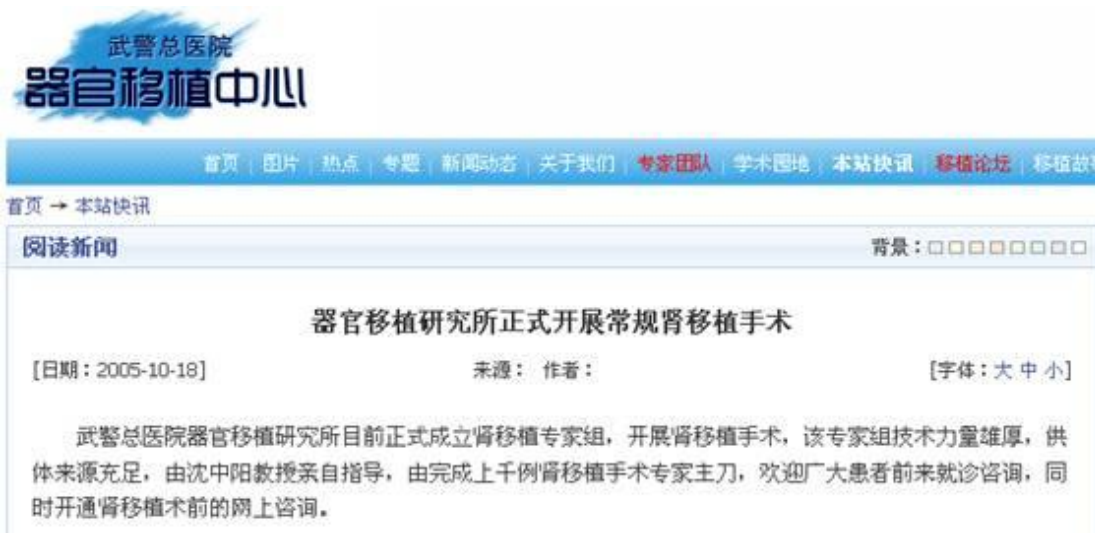 武警总医院
器官移植中心
首页 | 图片 | 热点 | 专题 | 新闻动态 | 关于我们 | 专家团队 | 学术园地 | 本站快讯 | 移植论坛 | 移植故
首页 → 本站快讯
阅读新闻 背景：
器官移植研究所正式开展常规肾移植手术
[日期：2005-10-18] 来源： 作者： [字体：大 中 小]
武警总医院器官移植研究所目前正式成立肾移植专家组，开展肾移植手术，该专家组技术力量雄厚，供
体来源充足，由沈中阳教授亲自指导，由完成上千例肾移植手术专家主刀，欢迎广大患者前来就诊咨询，同
时开通肾移植术前的网上咨询。